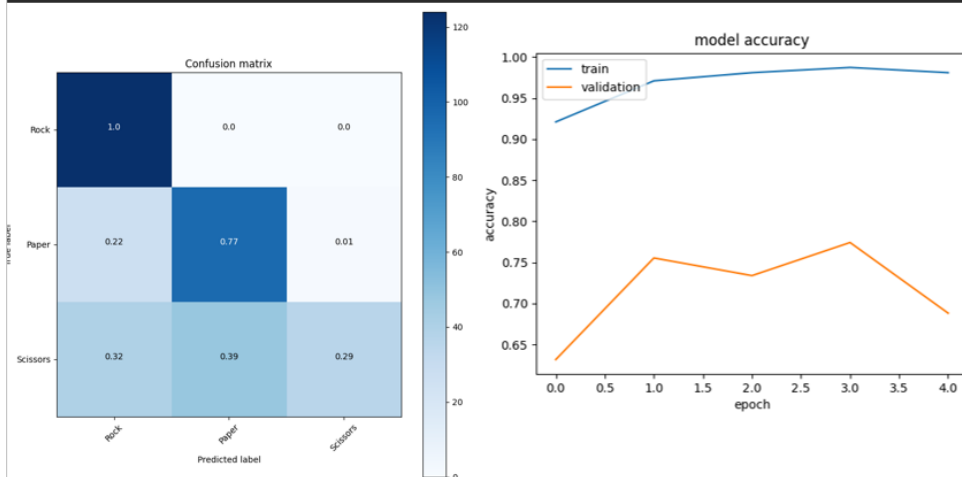 Confusion matrix
Rock
Paper
Scissors
1.0 0.0 0.0
0.22 0.77 0.01
0.32 0.39 0.29
Rock Paper Scissors
Predicted label
label
120
100
80
60
40
20
0
model accuracy
train
validation
accuracy
1.00
0.95
0.90
0.85
0.80
0.75
0.70
0.65
0.0 0.5 1.0 1.5 2.0 2.5 3.0 3.5 4.0
epoch